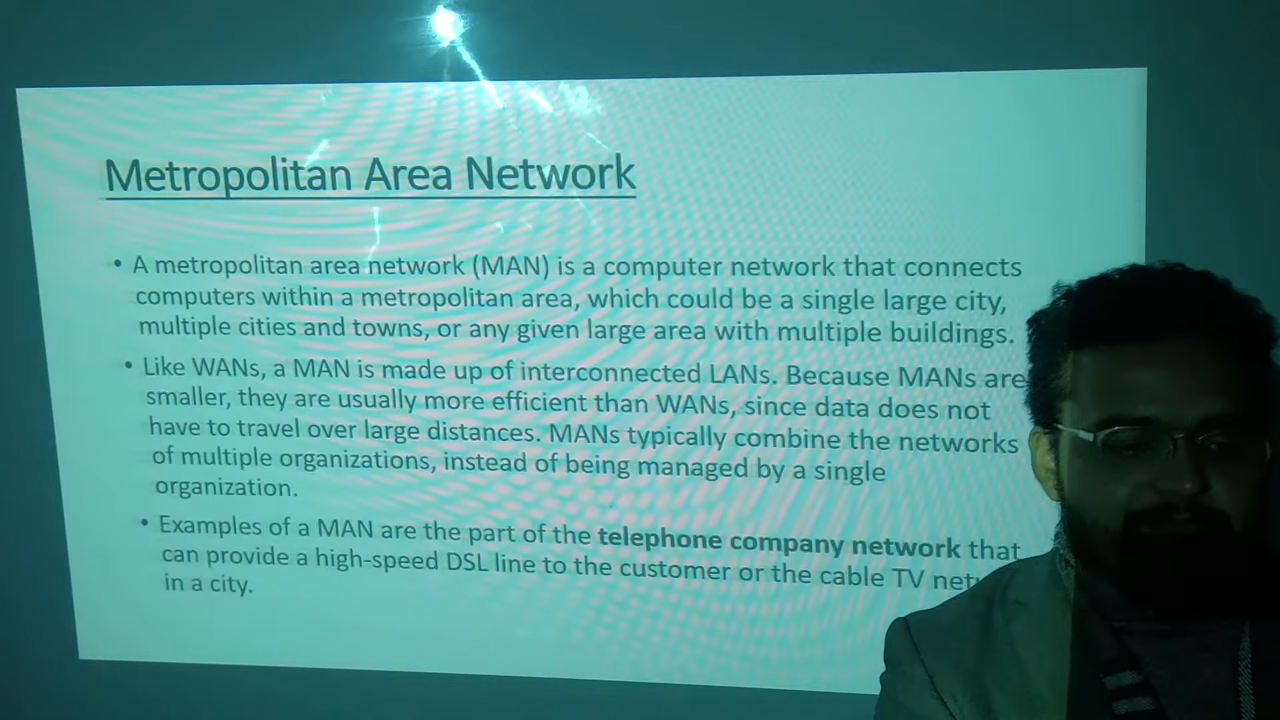 Metropolitan Area Network
• A metropolitan area network (MAN) is a computer network that connects
computers within a metropolitan area, which could be a single large city,
multiple cities and towns, or any given large area with multiple buildings.
• Like WANs, a MAN is made up of interconnected LANs. Because MANs are
smaller, they are usually more efficient than WANs, since data does not
have to travel over large distances. MANs typically combine the networks
of multiple organizations, instead of being managed by a single
organization.
• Examples of a MAN are the part of the telephone company network that
can provide a high-speed DSL line to the customer or the cable TV
in a city.